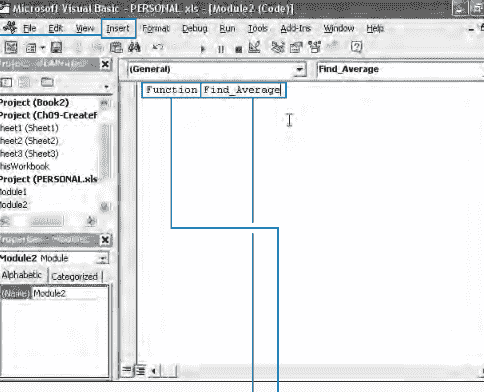 Microsoft Visual Basic - PERSONAL.xls - [Module2 (Code)]
File Edit View Insert Format Debug Run Tools Add-Ins Window Help
(General) Find_Average
Function Find_Average
Project (Book2)
Project (Ch09-Createf
heet1 (Sheet1)
heet2 (Sheet2)
heet3 (Sheet3)
hisWorkbook
Project (PERSONAL.xls
Module1
Module2
Module2 Module
Alphabetic Categorized
(Name) Module2